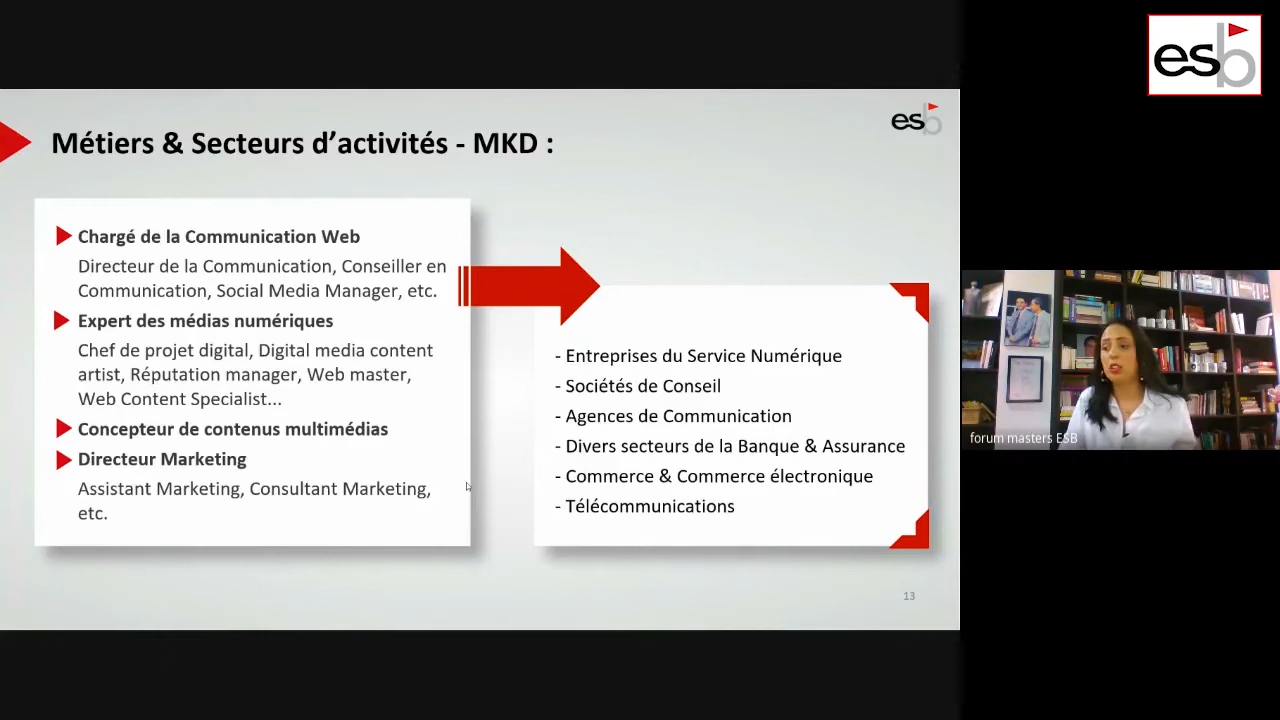 esb
esb
Métiers & Secteurs d’activités - MKD :
Chargé de la Communication Web
Directeur de la Communication, Conseiller en
Communication, Social Media Manager, etc.
Expert des médias numériques
Chef de projet digital, Digital media content
artist, Réputation manager, Web master,
Web Content Specialist...
Concepteur de contenus multimédias
Directeur Marketing
Assistant Marketing, Consultant Marketing,
etc.
- Entreprises du Service Numérique
- Sociétés de Conseil
- Agences de Communication
- Divers secteurs de la Banque & Assurance
- Commerce & Commerce électronique
- Télécommunications
13
forum masters ESB